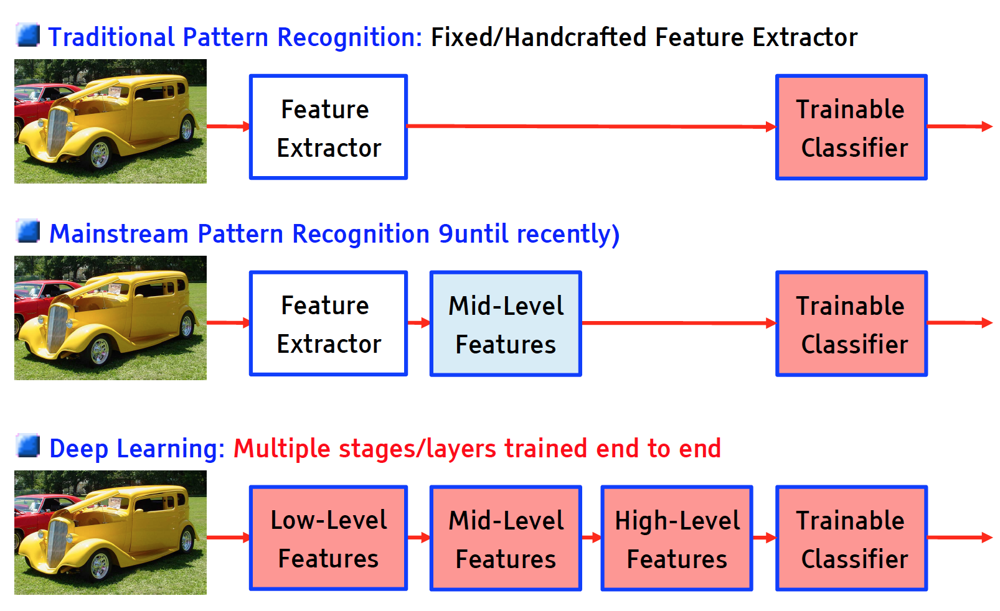 Traditional Pattern Recognition: Fixed/Handcrafted Feature Extractor
Feature
Extractor
Trainable
Classifier
Mainstream Pattern Recognition 9until recently)
Feature
Extractor
Mid-Level
Features
Trainable
Classifier
Deep Learning: Multiple stages/layers trained end to end
Low-Level
Features
Mid-Level
Features
High-Level
Features
Trainable
Classifier